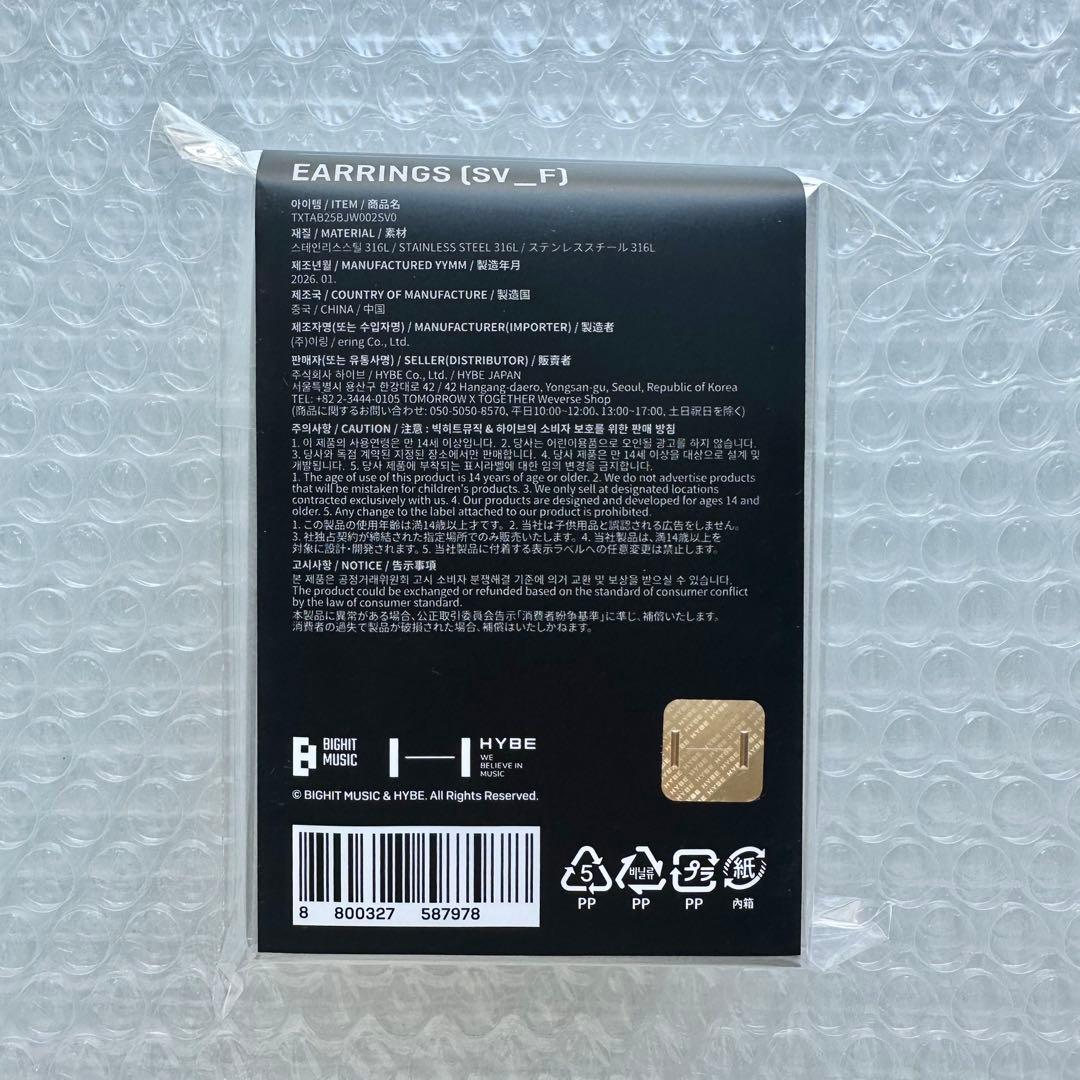 EARRINGS (SV_F)
아이템 / ITEM / 商品名
TXTAB25BJW002SV0
재질 / MATERIAL / 素材
스테인리스스틸 316L / STAINLESS STEEL 316L / ステンレススチール 316L
제조년월 / MANUFACTURED YYMM / 製造年月
2026. 01.
제조국 / COUNTRY OF MANUFACTURE / 製造国
중국 / CHINA / 中国
제조자명(또는 수입자명) / MANUFACTURER(IMPORTER) / 製造者
(주)이링 / ering Co., Ltd.
판매자(또는 유통사명) / SELLER(DISTRIBUTOR) / 販賣者
주식회사 하이브 / HYBE Co., Ltd. / HYBE JAPAN
서울특별시 용산구 한강대로 42 / 42 Hangang-daero, Yongsan-gu, Seoul, Republic of Korea
TEL: +82 2-3444-0105 TOMORROW X TOGETHER Weverse Shop
(商品に関するお問い合わせ: 050-5050-8570, 平日10:00~12:00、13:00~17:00、土日祝日を除く)
주의사항 / CAUTION / 注意 : 빅히트뮤직 & 하이브의 소비자 보호를 위한 판매 방침
1. 이 제품의 사용연령은 만 14세 이상입니다. 2. 당사는 어린이용품으로 오인될 광고를 하지 않습니다.
3. 당사와 독점 계약된 지정된 장소에서만 판매합니다. 4. 당사 제품은 만 14세 이상을 대상으로 설계 및
개발됩니다. 5. 당사 제품에 부착되는 표시라벨에 대한 임의 변경을 금지합니다.
1. The age of use of this product is 14 years of age or older. 2. We do not advertise products
that will be mistaken for children's products. 3. We only sell at designated locations
contracted exclusively with us. 4. Our products are designed and developed for ages 14 and
older. 5. Any change to the label attached to our product is prohibited.
1. この製品の使用年齢は満14歳以上才です。2. 当社は子供用品と誤認される広告をしません。
3. 社独占契約が締結された指定場所でのみ販売いたします。4. 当社製品は、満14歳以上を
対象に設計・開発されます。5. 当社製品に付着する表示ラベルへの任意変更は禁止します。
고시사항 / NOTICE / 告示事項
본 제품은 공정거래위원회 고시 소비자 분쟁해결 기준에 의거 교환 및 보상을 받으실 수 있습니다.
The product could be exchanged or refunded based on the standard of consumer conflict
by the law of consumer standard.
本製品に異常がある場合、公正取引委員会告示「消費者紛争基準」に準じ、補償いたします。
消費者の過失で製品が破損された場合、補償はいたしかねます。
BIGHIT
MUSIC
HYBE
WE
BELIEVE IN
MUSIC
© BIGHIT MUSIC & HYBE. All Rights Reserved.
8 800327 587978
5
PP
비닐류
PP
プラ
PP
紙
内箱